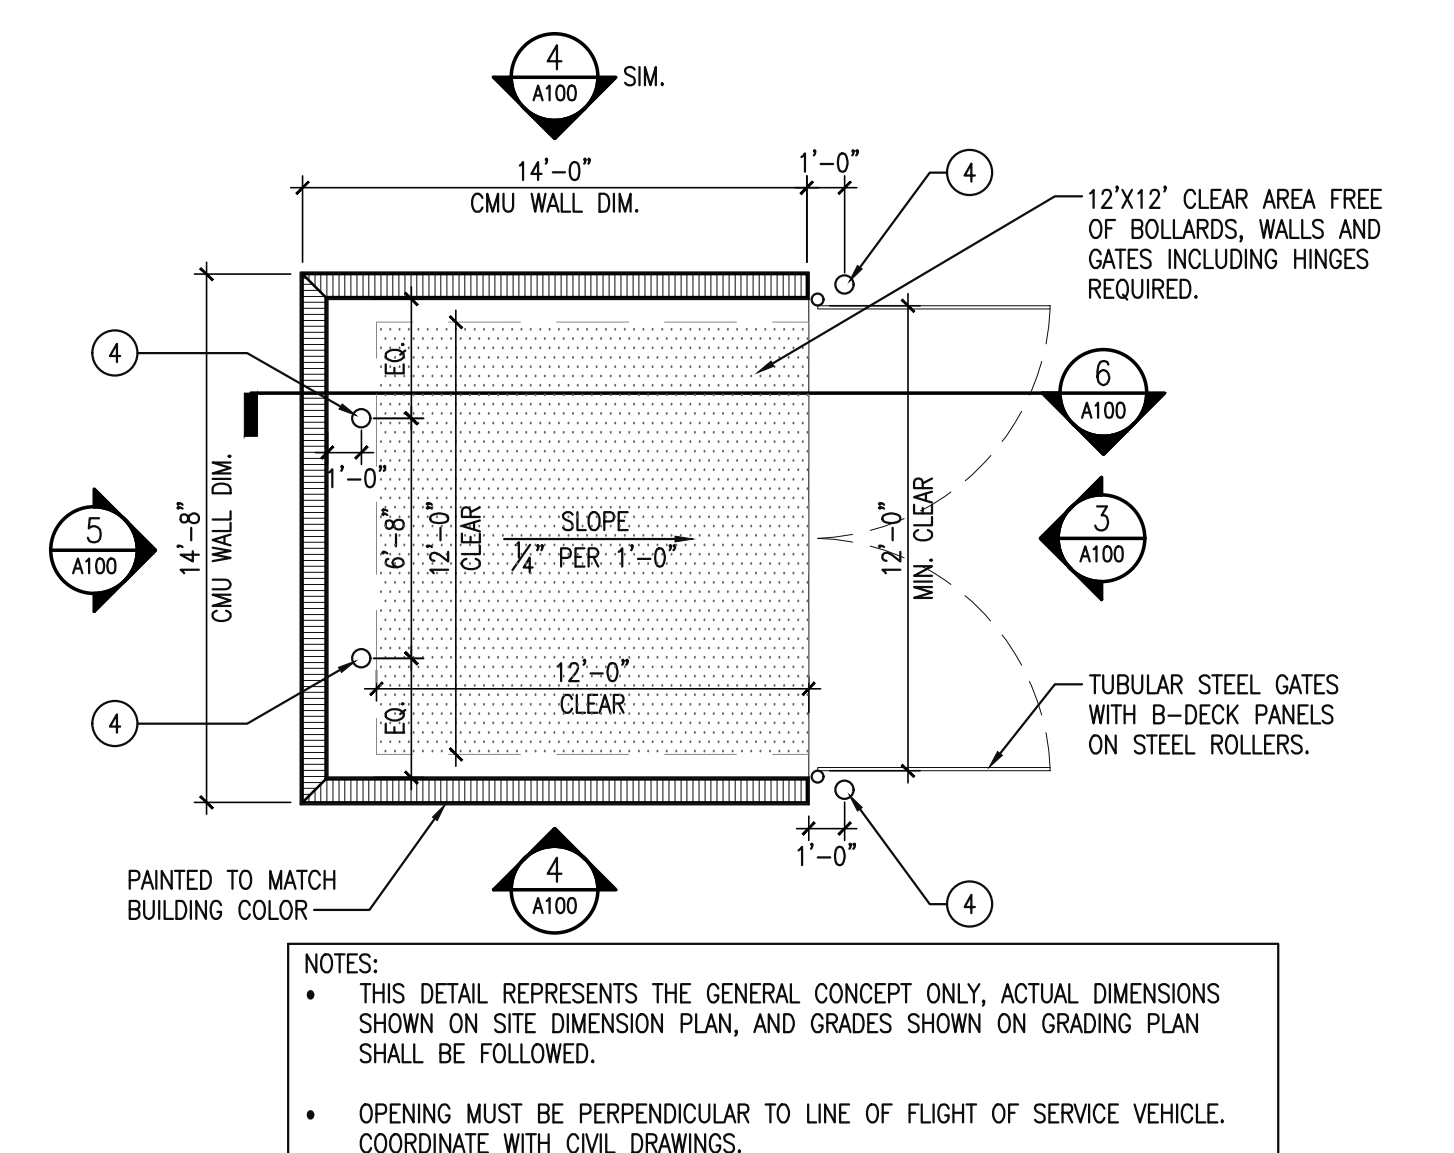 4
A100
SIM.
14'-0"
CMU WALL DIM.
1'-0"
4
12'X12' CLEAR AREA FREE
OF BOLLARDS, WALLS AND
GATES INCLUDING HINGES
REQUIRED.
4
EQ.
6
A100
1'-0"
5
A100
14'-8"
CMU WALL DIM.
6'-8"
12'-0"
CLEAR
SLOPE
1/4" PER 1'-0"
12'-0"
MIN. CLEAR
3
A100
12'-0"
CLEAR
EQ.
4
TUBULAR STEEL GATES
WITH B-DECK PANELS
ON STEEL ROLLERS.
1'-0"
4
A100
4
PAINTED TO MATCH
BUILDING COLOR
NOTES:
• THIS DETAIL REPRESENTS THE GENERAL CONCEPT ONLY, ACTUAL DIMENSIONS
SHOWN ON SITE DIMENSION PLAN, AND GRADES SHOWN ON GRADING PLAN
SHALL BE FOLLOWED.
• OPENING MUST BE PERPENDICULAR TO LINE OF FLIGHT OF SERVICE VEHICLE.
COORDINATE WITH CIVIL DRAWINGS.